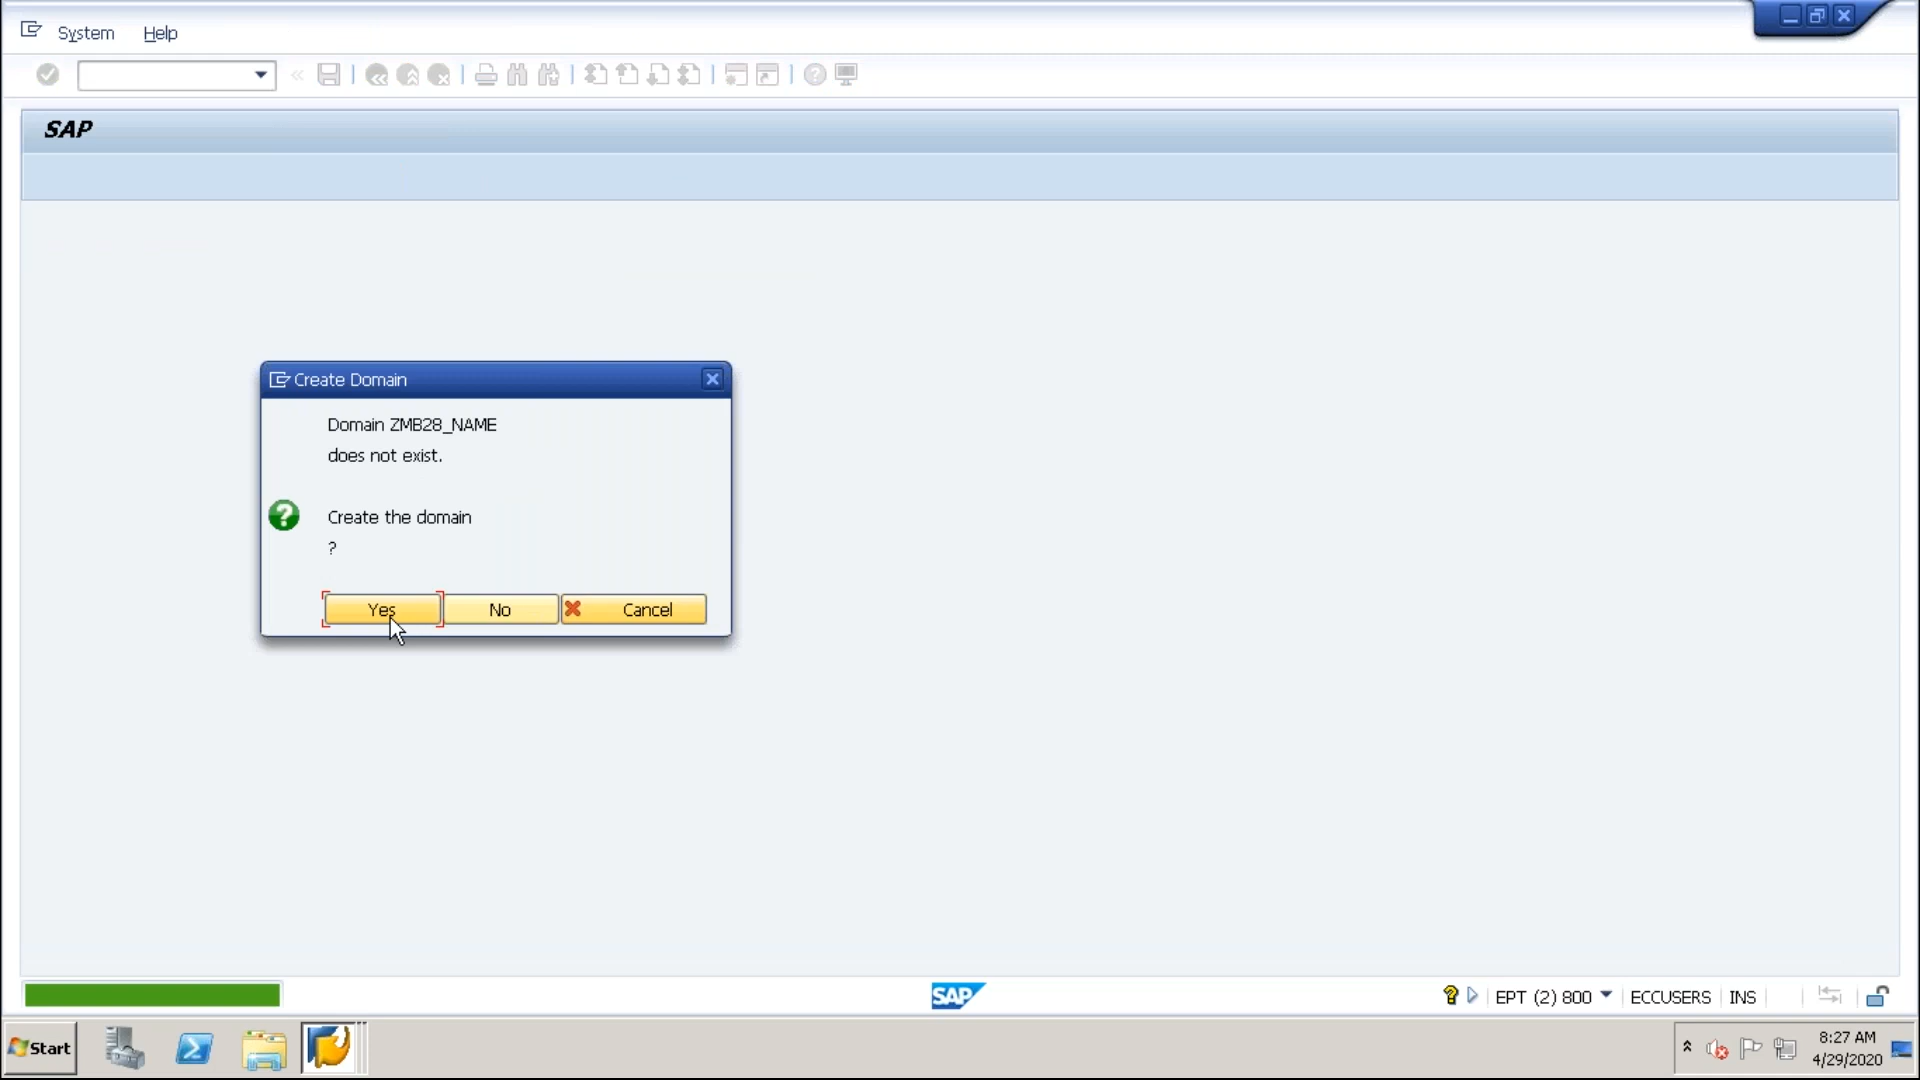 System Help
SAP
Create Domain
Domain ZMB28_NAME
does not exist.
Create the domain
?
Yes No Cancel
SAP
EPT (2) 800 ECCUSERS INS
Start
8:27 AM
4/29/2020